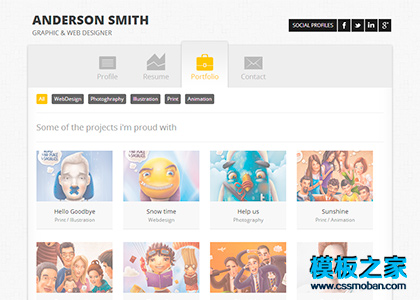 ANDERSON SMITH
GRAPHIC & WEB DESIGNER
SOCIAL PROFILES
Profile
Resume
Portfolio
Contact
All
WebDesign
Photoghraphy
Illustration
Print
Animation
Some of the projects i'm proud with
Hello Goodbye
Print / Illustration
Snow time
Webdesign
Help us
Photography
Sunshine
Print / Animation
模板之家
www.cssmoban.com